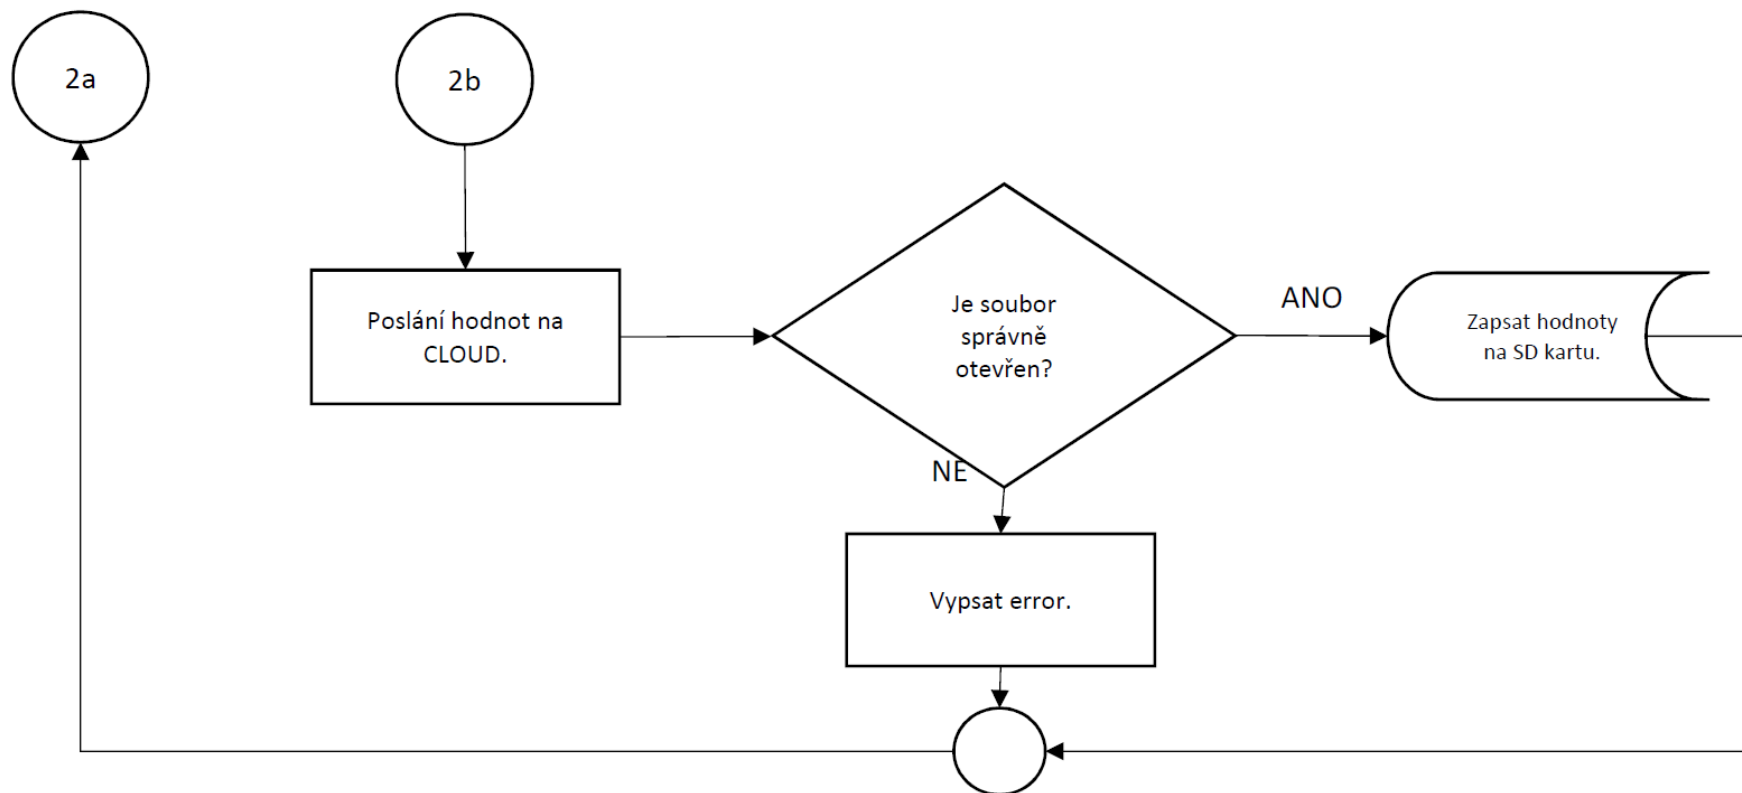 2a
2b
Poslání hodnot na
CLOUD.
Je soubor
správně
otevřen?
ANO
Zapsat hodnoty
na SD kartu.
NE
Vypsat error.